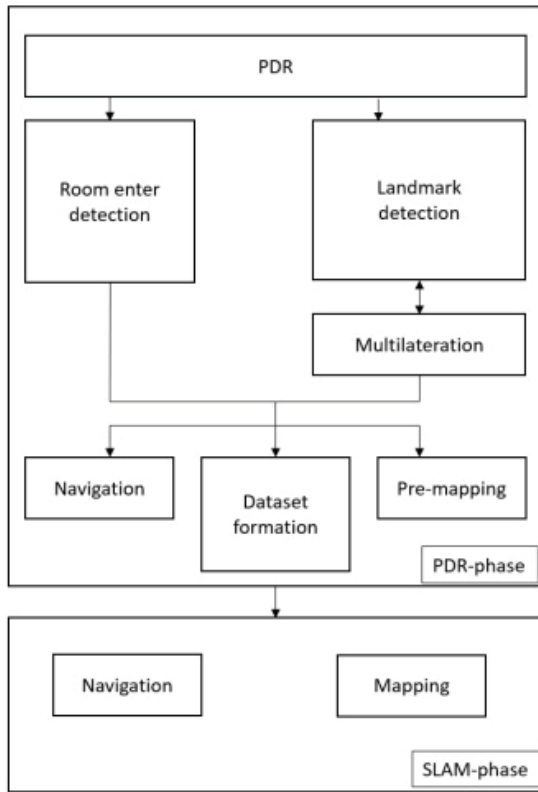 PDR
Room enter
detection
Landmark
detection
Multilateration
Navigation
Dataset
formation
Pre-mapping
PDR-phase
Navigation
Mapping
SLAM-phase